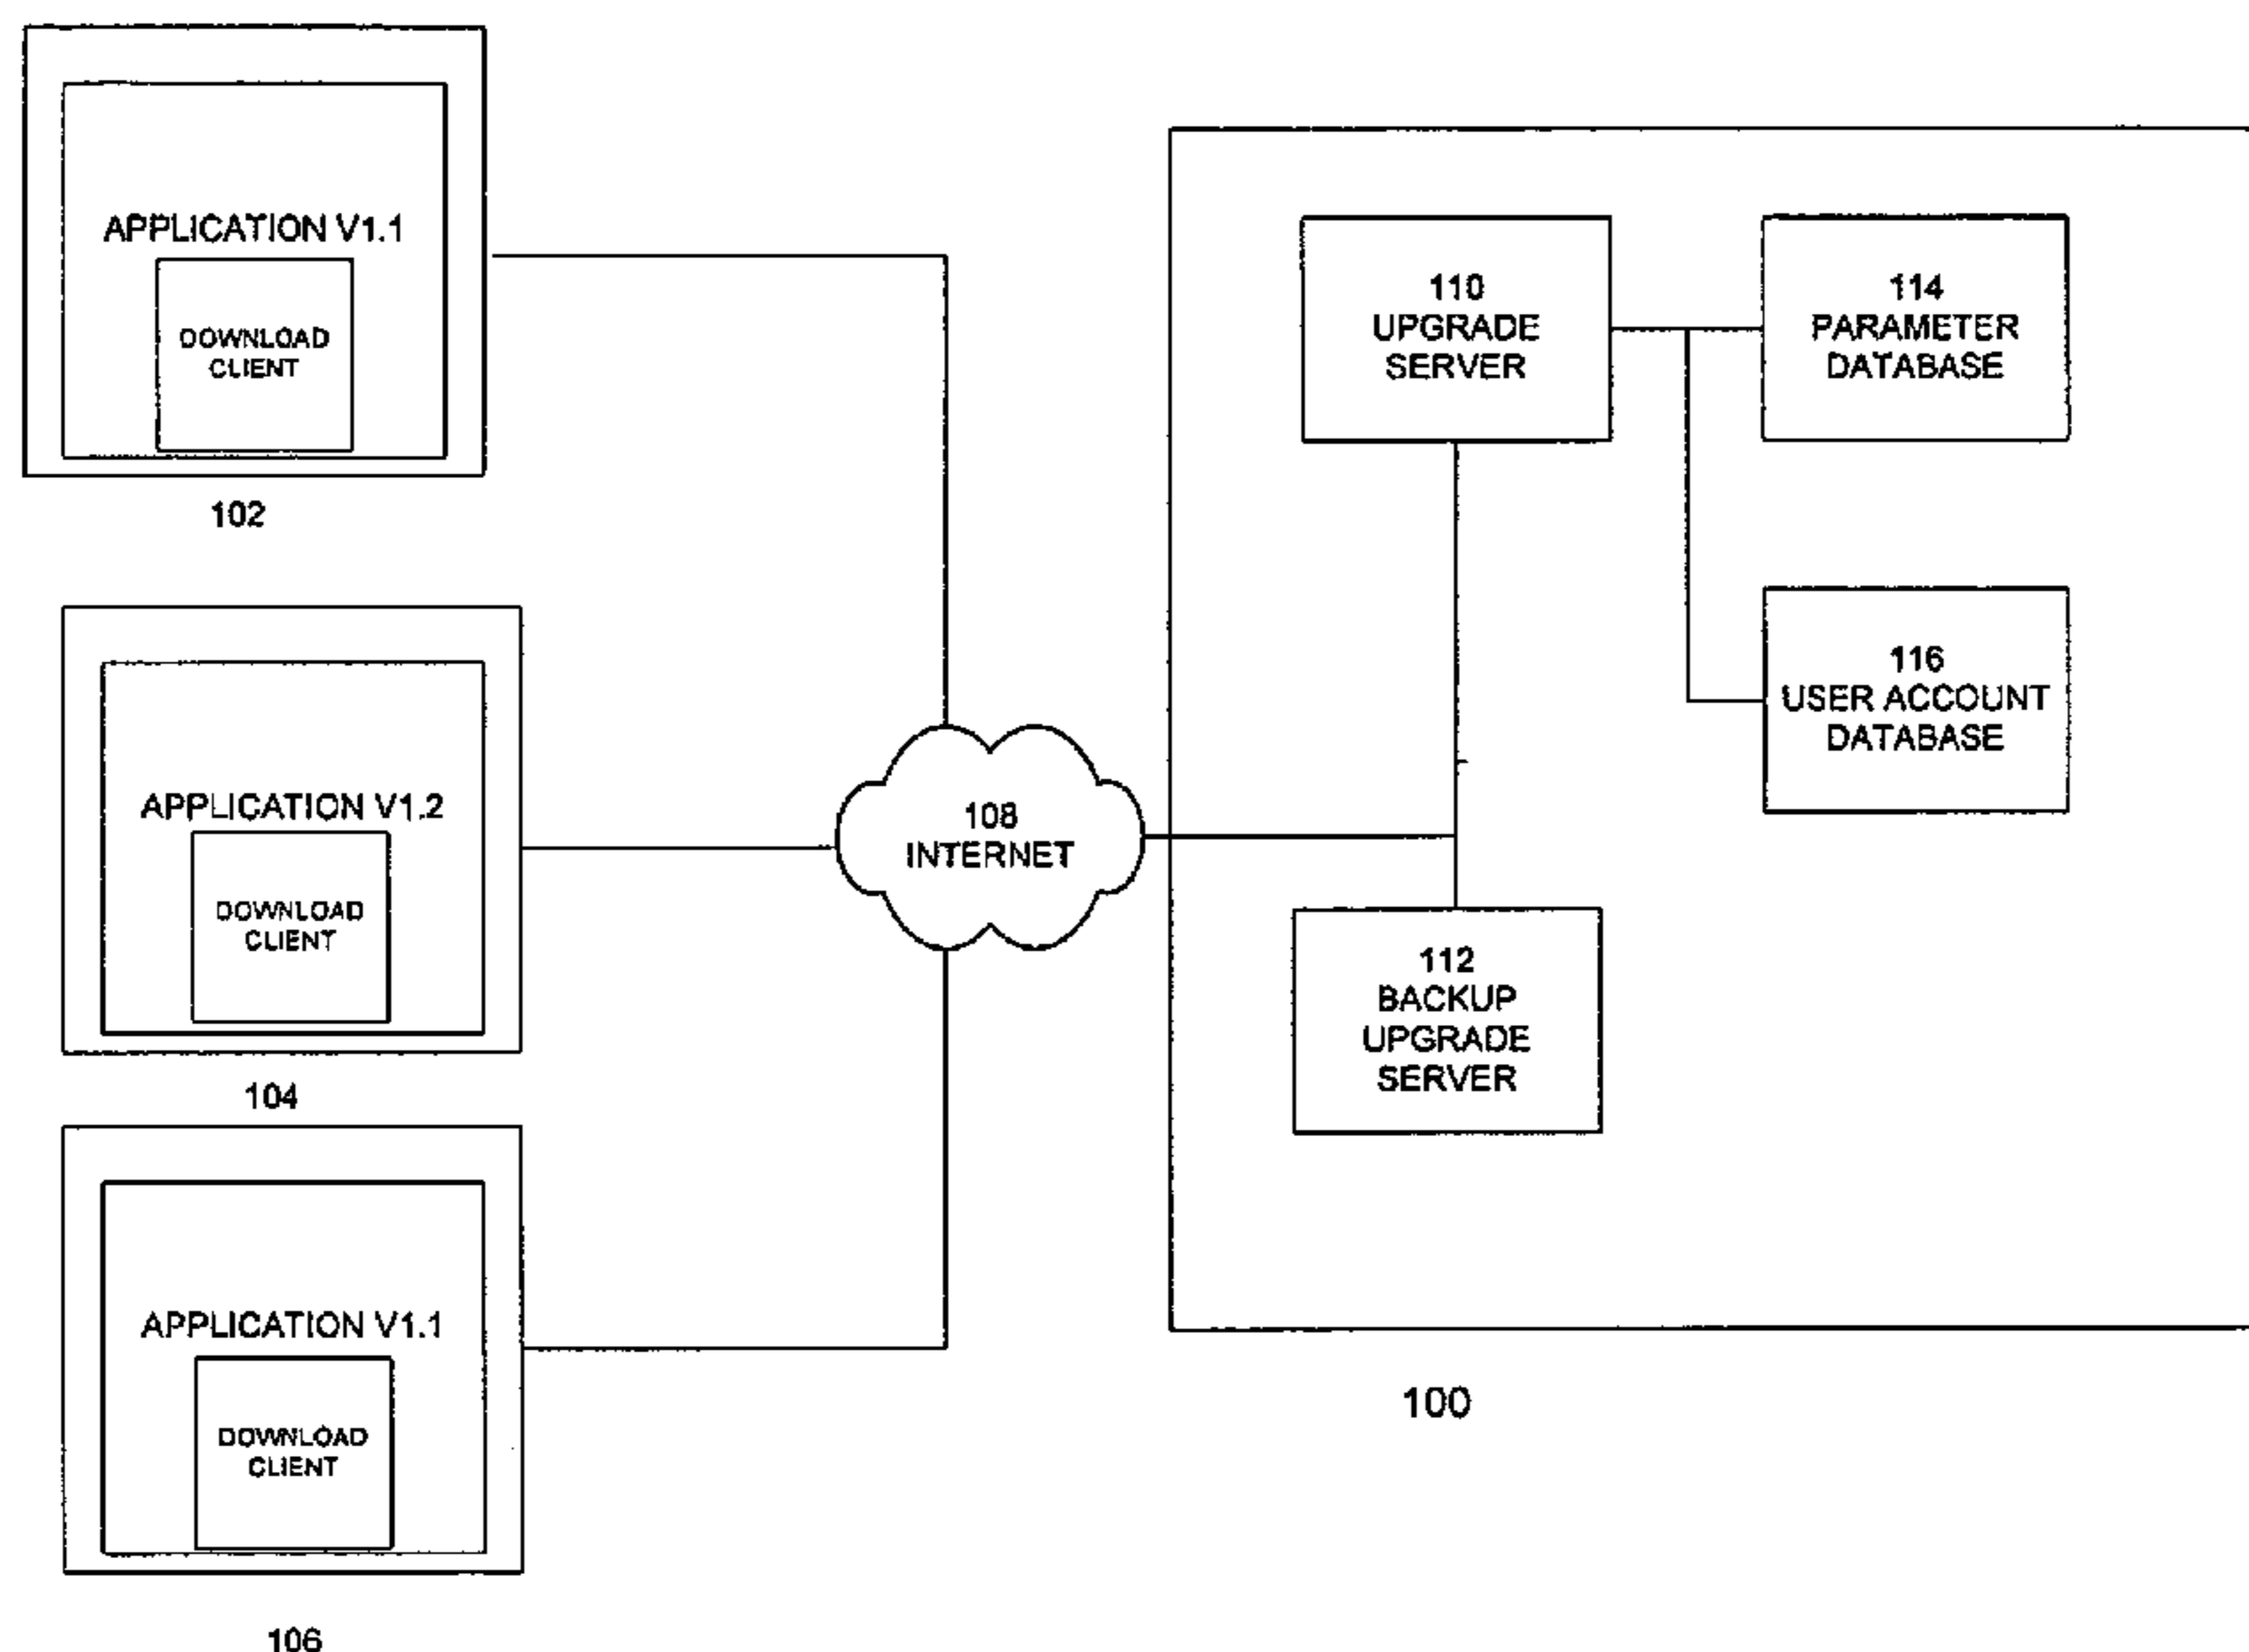 APPLICATION V1.1
DOWNLOAD
CLIENT
102
APPLICATION V1.2
DOWNLOAD
CLIENT
104
APPLICATION V1.1
DOWNLOAD
CLIENT
106
108
INTERNET
110
UPGRADE
SERVER
114
PARAMETER
DATABASE
116
USER ACCOUNT
DATABASE
112
BACKUP
UPGRADE
SERVER
100